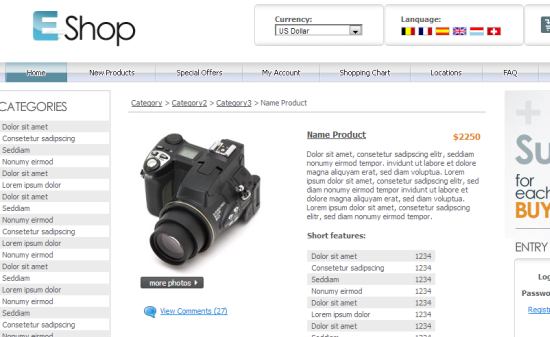 E Shop
Currency:
US Dollar
Language:
Home
New Products
Special Offers
My Account
Shopping Chart
Locations
FAQ
CATEGORIES
Dolor sit amet
Consetetur sadipscing
Seddiam
Nonumy eirmod
Dolor sit amet
Lorem ipsum dolor
Dolor sit amet
Seddiam
Nonumy eirmod
Consetetur sadipscing
Lorem ipsum dolor
Nonumy eirmod
Dolor sit amet
Seddiam
Lorem ipsum dolor
Nonumy eirmod
Seddiam
Consetetur sadipscing
Nonumy eirmod
Category > Category2 > Category3 > Name Product
more photos
View Comments (27)
Name Product
$2250
Dolor sit amet, consetetur sadipscing elitr, seddiam
nonumy eirmod tempor. invidunt ut labore et dolore
magna aliquyam erat, sed diam voluptua. Lorem
ipsum dolor sit amet, consetetur sadipscing elitr, sed
diam nonumy eirmod tempor invidunt ut labore et
dolore magna aliquyam erat, sed diam voluptua.
Lorem ipsum dolor sit amet, consetetur sadipscing
elitr, sed diam nonumy eirmod tempor.
Short features:
Dolor sit amet 1234
Consetetur sadipscing 1234
Seddiam 1234
Nonumy eirmod 1234
Dolor sit amet 1234
Lorem ipsum dolor 1234
Dolor sit amet 1234
Seddiam 1234
Su
for
each
BUY
ENTRY
Log
Passwo
Registr